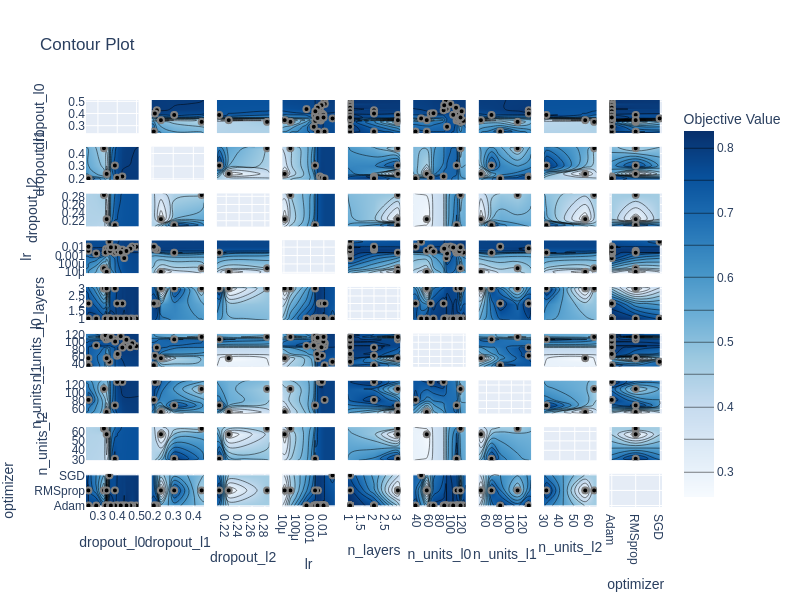 Contour Plot
Objective Value
0.8
0.7
0.6
0.5
0.4
0.3
dropout_l0
0.5
0.4
0.3
dropout_l1
0.4
0.3
0.2
dropout_l2
0.28
0.26
0.24
0.22
lr
0.01
0.001
100μ
10μ
n_layers
3
2.5
2
1.5
1
n_units_l0
120
100
80
60
40
n_units_l1
120
100
80
60
n_units_l2
60
50
40
30
optimizer
SGD
RMSprop
Adam
0.3 0.4 0.5 0.2 0.3 0.4 0.22 0.24 0.26 0.28 10μ 100μ 0.001 0.01 1 1.5 2 2.5 3 40 60 80 100 120 60 80 100 120 30 40 50 60 Adam RMSprop SGD
dropout_l0 dropout_l1 dropout_l2 lr n_layers n_units_l0 n_units_l1 n_units_l2 optimizer